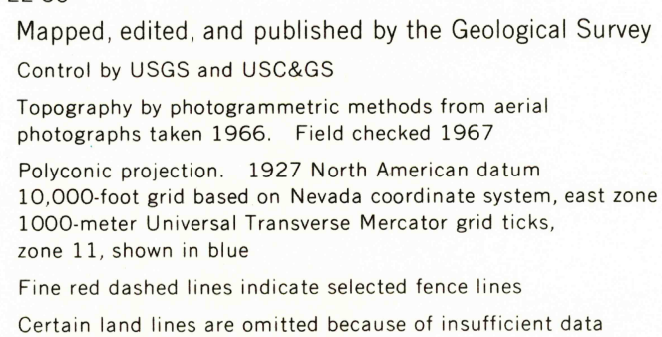 Mapped, edited, and published by the Geological Survey
Control by USGS and USC&GS
Topography by photogrammetric methods from aerial
photographs taken 1966. Field checked 1967
Polyconic projection. 1927 North American datum
10,000-foot grid based on Nevada coordinate system, east zone
1000-meter Universal Transverse Mercator grid ticks,
zone 11, shown in blue
Fine red dashed lines indicate selected fence lines
Certain land lines are omitted because of insufficient data